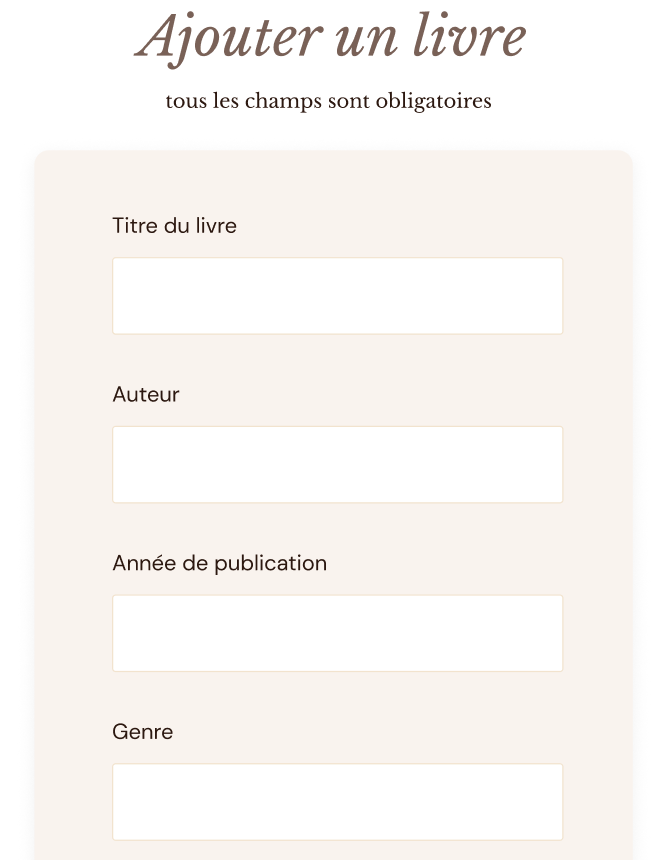 Ajouter un livre
tous les champs sont obligatoires
Titre du livre
Auteur
Année de publication
Genre